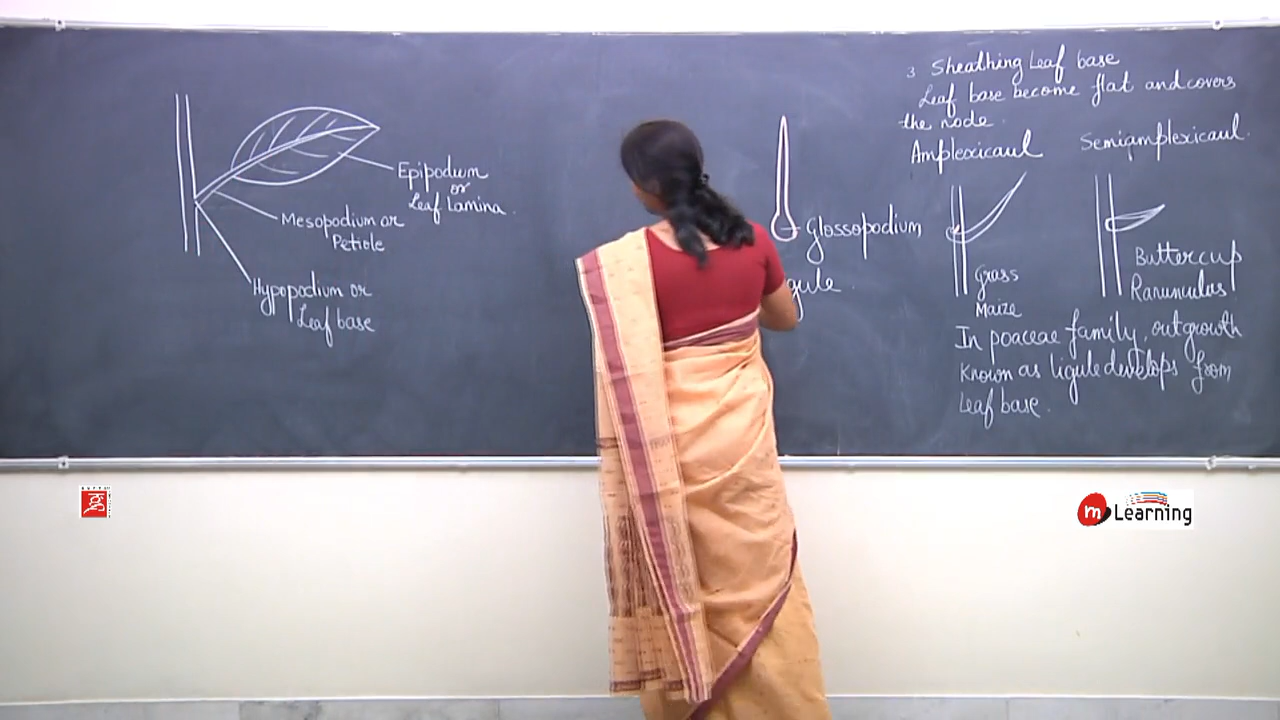 Epipodium
or
Leaf Lamina.
Mesopodium or
Petiole
Hypopodium or
Leaf base
Glossopodium
gule.
3 Sheathing Leaf base
Leaf base become flat and covers
the node.
Amplexicaul
Semiamplexicaul.
Grass
Maize
Buttercup
Ranunculus
In poaceae family, outgrowth
known as ligule develops from
Leaf base.
m Learning